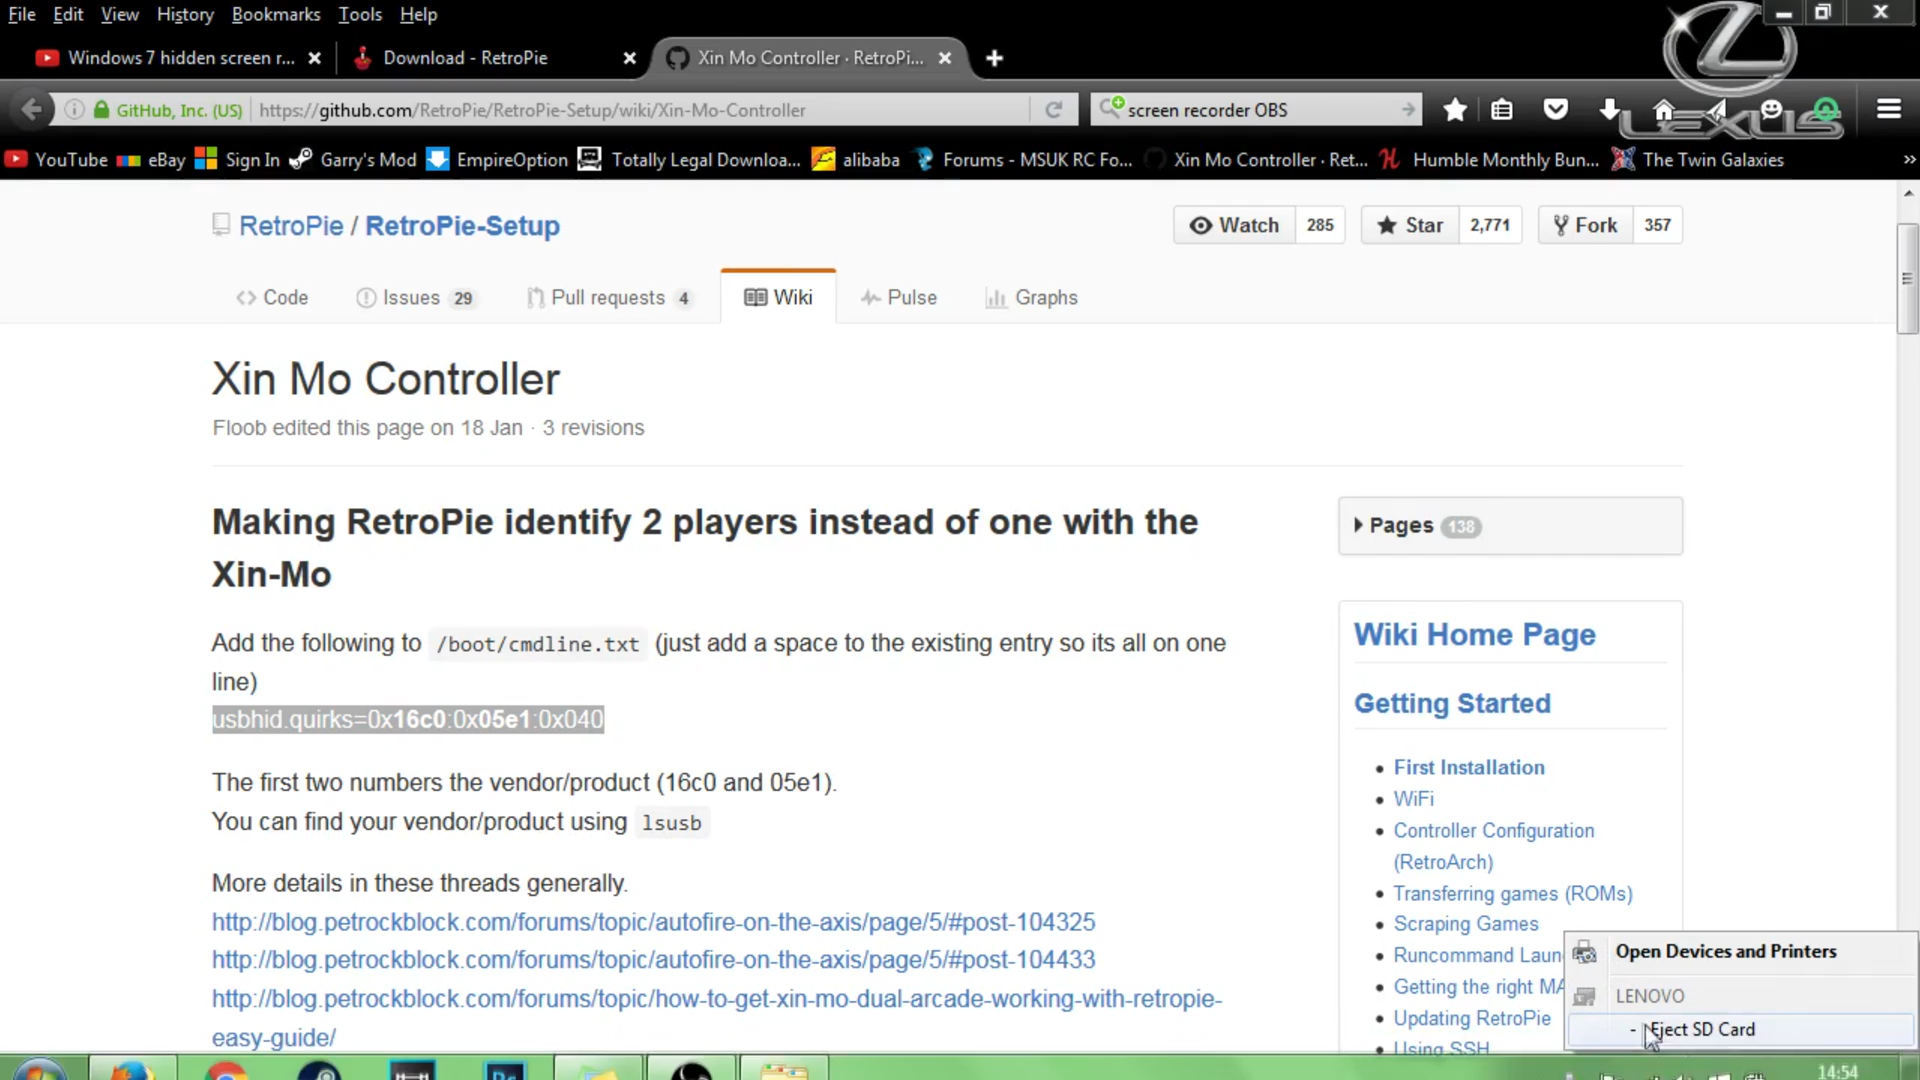 File Edit View History Bookmarks Tools Help
Windows 7 hidden screen r...
Download - RetroPie
Xin Mo Controller · RetroPi...
GitHub, Inc. (US) https://github.com/RetroPie/RetroPie-Setup/wiki/Xin-Mo-Controller
screen recorder OBS
LEXUS
YouTube eBay Sign In Garry's Mod EmpireOption Totally Legal Downloa... alibaba Forums - MSUK RC Fo... Xin Mo Controller · Ret... Humble Monthly Bun... The Twin Galaxies
RetroPie / RetroPie-Setup
Watch 285 Star 2,771 Fork 357
Code Issues 29 Pull requests 4 Wiki Pulse Graphs
Xin Mo Controller
Floob edited this page on 18 Jan · 3 revisions
Making RetroPie identify 2 players instead of one with the
Xin-Mo
Add the following to /boot/cmdline.txt (just add a space to the existing entry so its all on one
line)
usbhid.quirks=0x16c0:0x05e1:0x040
The first two numbers the vendor/product (16c0 and 05e1).
You can find your vendor/product using lsusb
More details in these threads generally.
http://blog.petrockblock.com/forums/topic/autofire-on-the-axis/page/5/#post-104325
http://blog.petrockblock.com/forums/topic/autofire-on-the-axis/page/5/#post-104433
http://blog.petrockblock.com/forums/topic/how-to-get-xin-mo-dual-arcade-working-with-retropie-
easy-guide/
Pages 138
Wiki Home Page
Getting Started
First Installation
WiFi
Controller Configuration
(RetroArch)
Transferring games (ROMs)
Scraping Games
Runcommand Laun
Getting the right MA
Updating RetroPie
Using SSH
Open Devices and Printers
LENOVO
- Eject SD Card
Ps
14:54